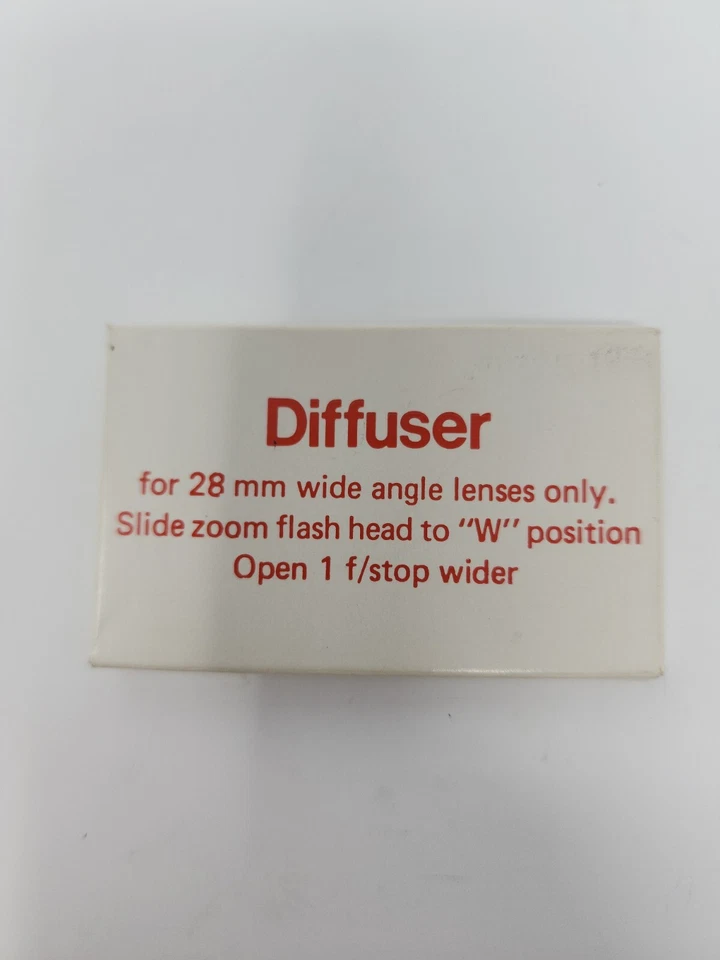 Diffuser
for 28 mm wide angle lenses only.
Slide zoom flash head to "W" position
Open 1 f/stop wider